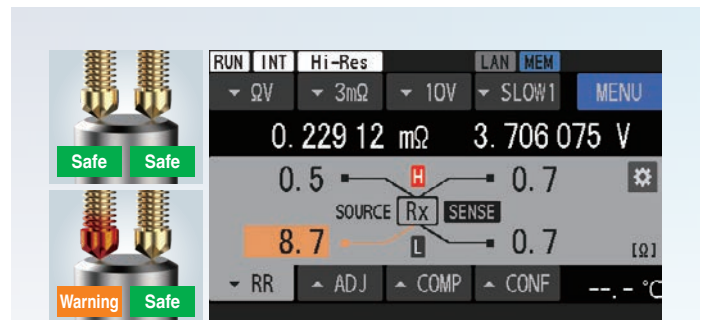 Safe Safe
Warning Safe
RUN INT Hi-Res LAN MEM
ΩV 3mΩ 10V SLOW1 MENU
0.229 12 mΩ 3.706 075 V
0.5 H 0.7
SOURCE Rx SENSE
8.7 L 0.7 [Ω]
RR ADJ COMP CONF --.- °C